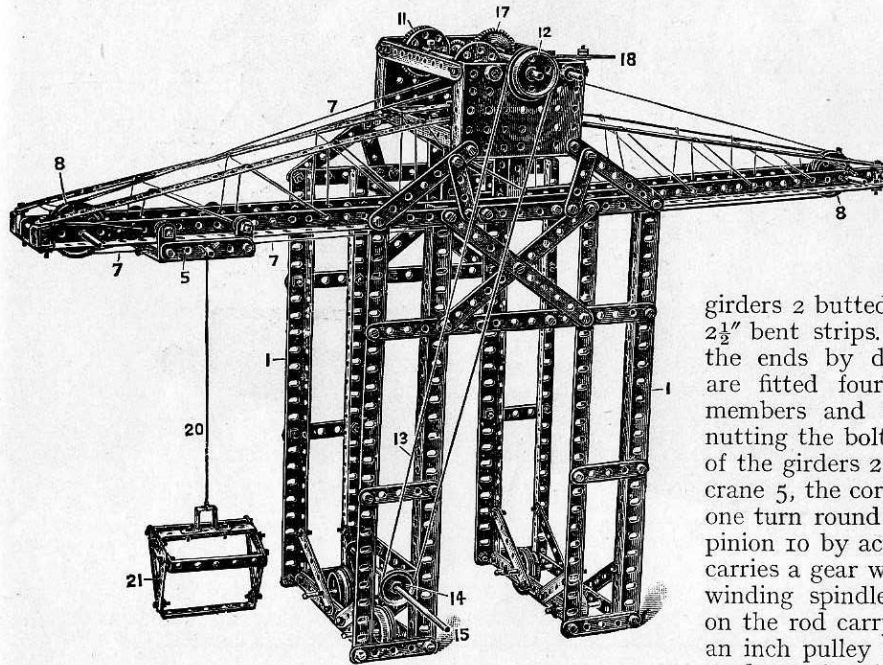 11
17
12
18
7
8
8
7
5
7
girders 2 butted
2½″ bent strips.
the ends by d
are fitted four
members and
nutting the bolt
of the girders 2
crane 5, the cor
one turn round
pinion 10 by ac
carries a gear w
winding spindle
on the rod carry
an inch pulley
1
1
20
13
21
14
15